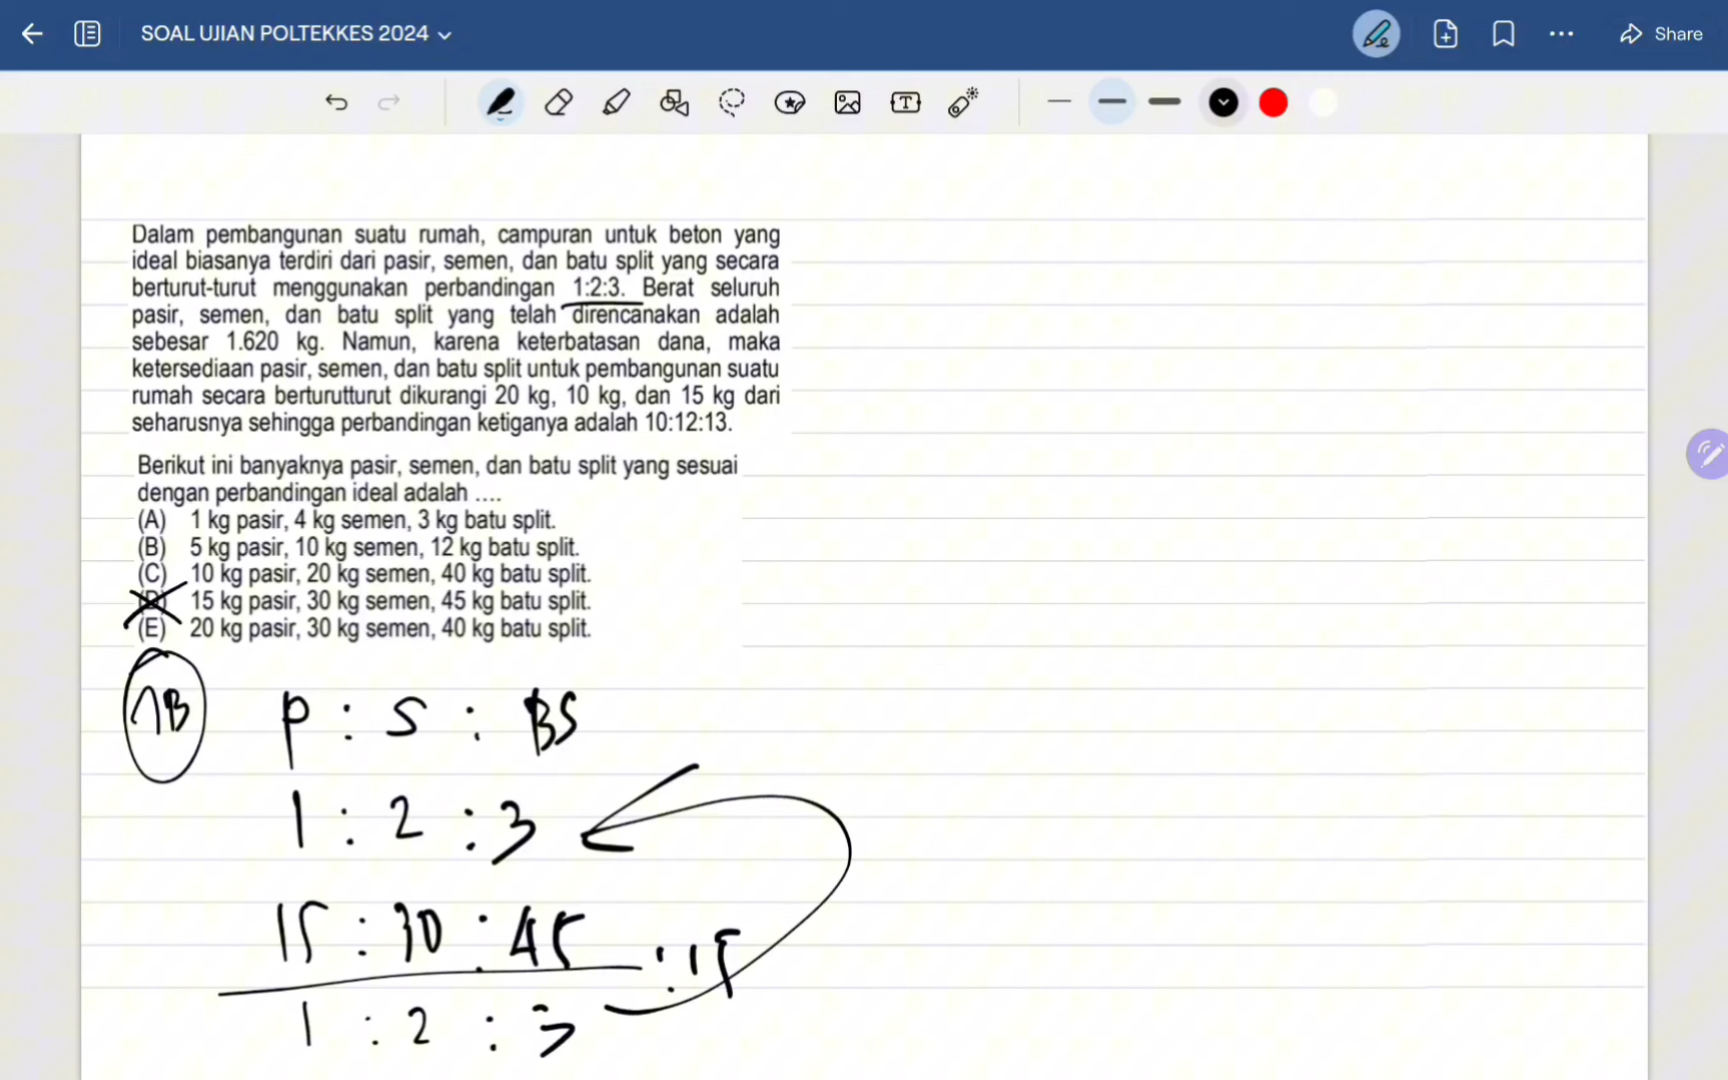 SOAL UJIAN POLTEKKES 2024
Share
Dalam pembangunan suatu rumah, campuran untuk beton yang
ideal biasanya terdiri dari pasir, semen, dan batu split yang secara
berturut-turut menggunakan perbandingan 1:2:3. Berat seluruh
pasir, semen, dan batu split yang telah direncanakan adalah
sebesar 1.620 kg. Namun, karena keterbatasan dana, maka
ketersediaan pasir, semen, dan batu split untuk pembangunan suatu
rumah secara berturutturut dikurangi 20 kg, 10 kg, dan 15 kg dari
seharusnya sehingga perbandingan ketiganya adalah 10:12:13.
Berikut ini banyaknya pasir, semen, dan batu split yang sesuai
dengan perbandingan ideal adalah ....
(A) 1 kg pasir, 4 kg semen, 3 kg batu split.
(B) 5 kg pasir, 10 kg semen, 12 kg batu split.
(C) 10 kg pasir, 20 kg semen, 40 kg batu split.
(D) 15 kg pasir, 30 kg semen, 45 kg batu split.
(E) 20 kg pasir, 30 kg semen, 40 kg batu split.
P : S : BS
1 : 2 : 3
15 : 30 : 45 : 15
1 : 2 : 3